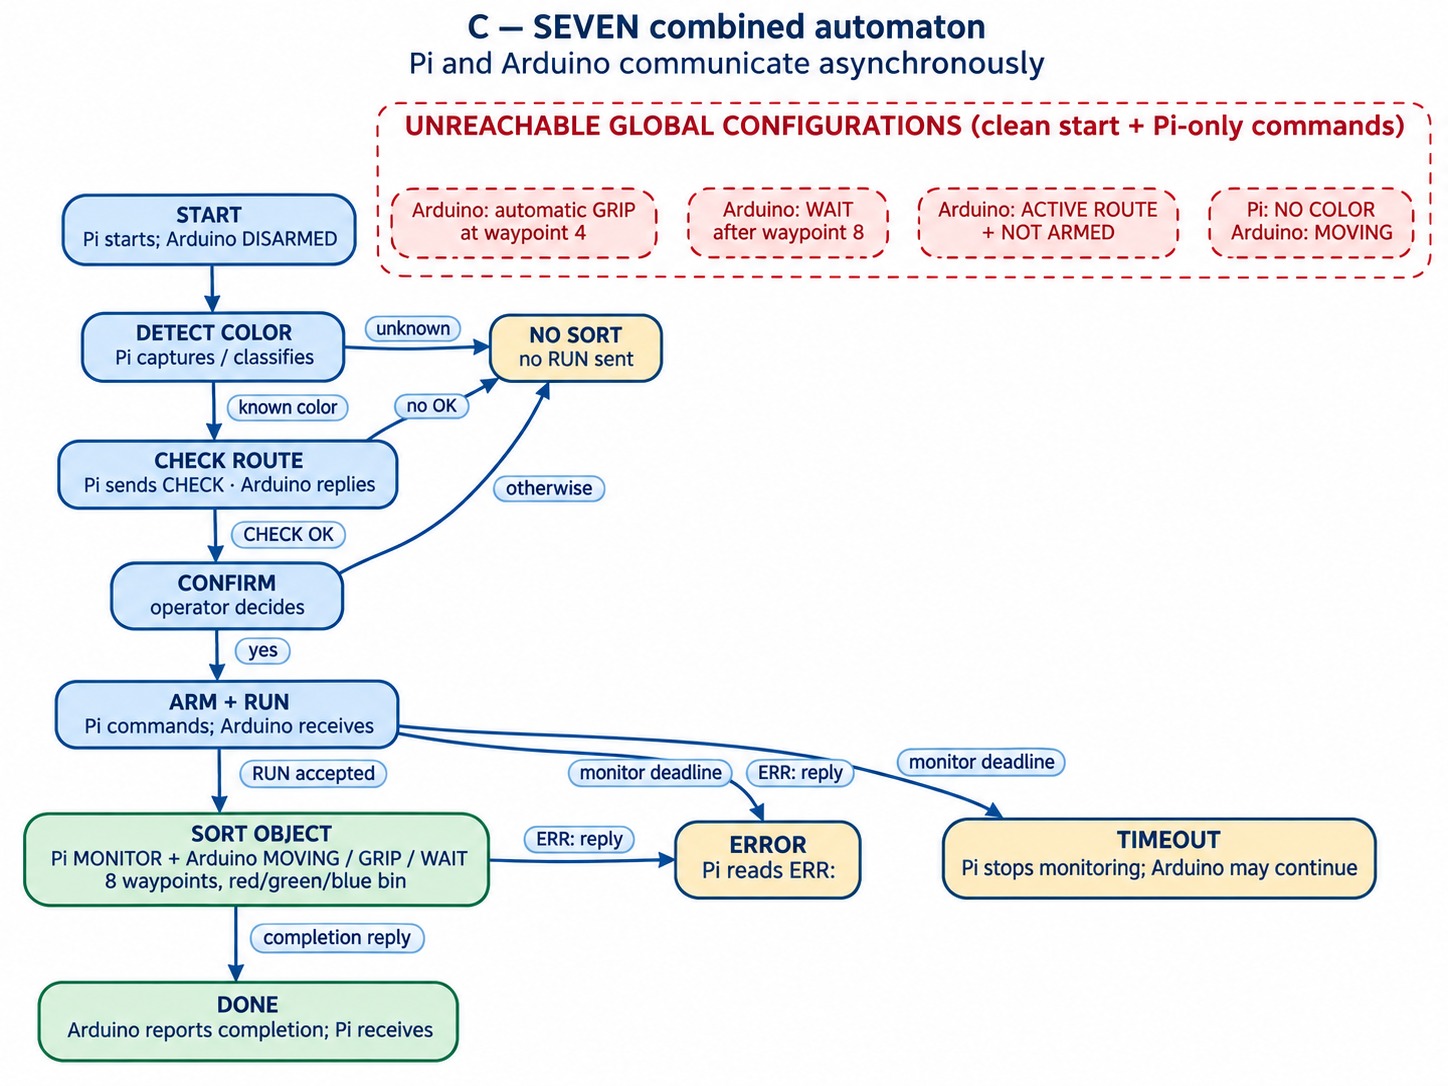 C — SEVEN combined automaton
Pi and Arduino communicate asynchronously
UNREACHABLE GLOBAL CONFIGURATIONS (clean start + Pi-only commands)
Arduino: automatic GRIP
at waypoint 4
Arduino: WAIT
after waypoint 8
Arduino: ACTIVE ROUTE
+ NOT ARMED
Pi: NO COLOR
Arduino: MOVING
START
Pi starts; Arduino DISARMED
DETECT COLOR
Pi captures / classifies
unknown
NO SORT
no RUN sent
known color
no OK
CHECK ROUTE
Pi sends CHECK · Arduino replies
otherwise
CHECK OK
CONFIRM
operator decides
yes
ARM + RUN
Pi commands; Arduino receives
RUN accepted
monitor deadline
ERR: reply
monitor deadline
SORT OBJECT
Pi MONITOR + Arduino MOVING / GRIP / WAIT
8 waypoints, red/green/blue bin
ERR: reply
ERROR
Pi reads ERR:
TIMEOUT
Pi stops monitoring; Arduino may continue
completion reply
DONE
Arduino reports completion; Pi receives